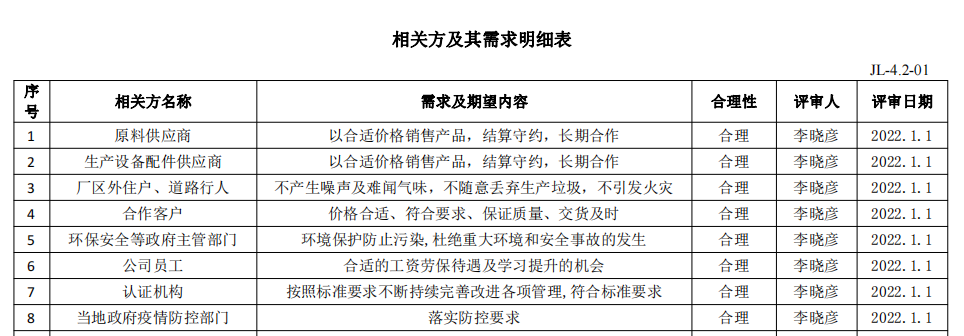 相关方及其需求明细表
JL-4.2-01
序号 相关方名称 需求及期望内容 合理性 评审人 评审日期
1 原料供应商 以合适价格销售产品，结算守约，长期合作 合理 李晓彦 2022.1.1
2 生产设备配件供应商 以合适价格销售产品，结算守约，长期合作 合理 李晓彦 2022.1.1
3 厂区外住户、道路行人 不产生噪声及难闻气味，不随意丢弃生产垃圾，不引发火灾 合理 李晓彦 2022.1.1
4 合作客户 价格合适、符合要求、保证质量、交货及时 合理 李晓彦 2022.1.1
5 环保安全等政府主管部门 环境保护防止污染,杜绝重大环境和安全事故的发生 合理 李晓彦 2022.1.1
6 公司员工 合适的工资劳保待遇及学习提升的机会 合理 李晓彦 2022.1.1
7 认证机构 按照标准要求不断持续完善改进各项管理,符合标准要求 合理 李晓彦 2022.1.1
8 当地政府疫情防控部门 落实防控要求 合理 李晓彦 2022.1.1